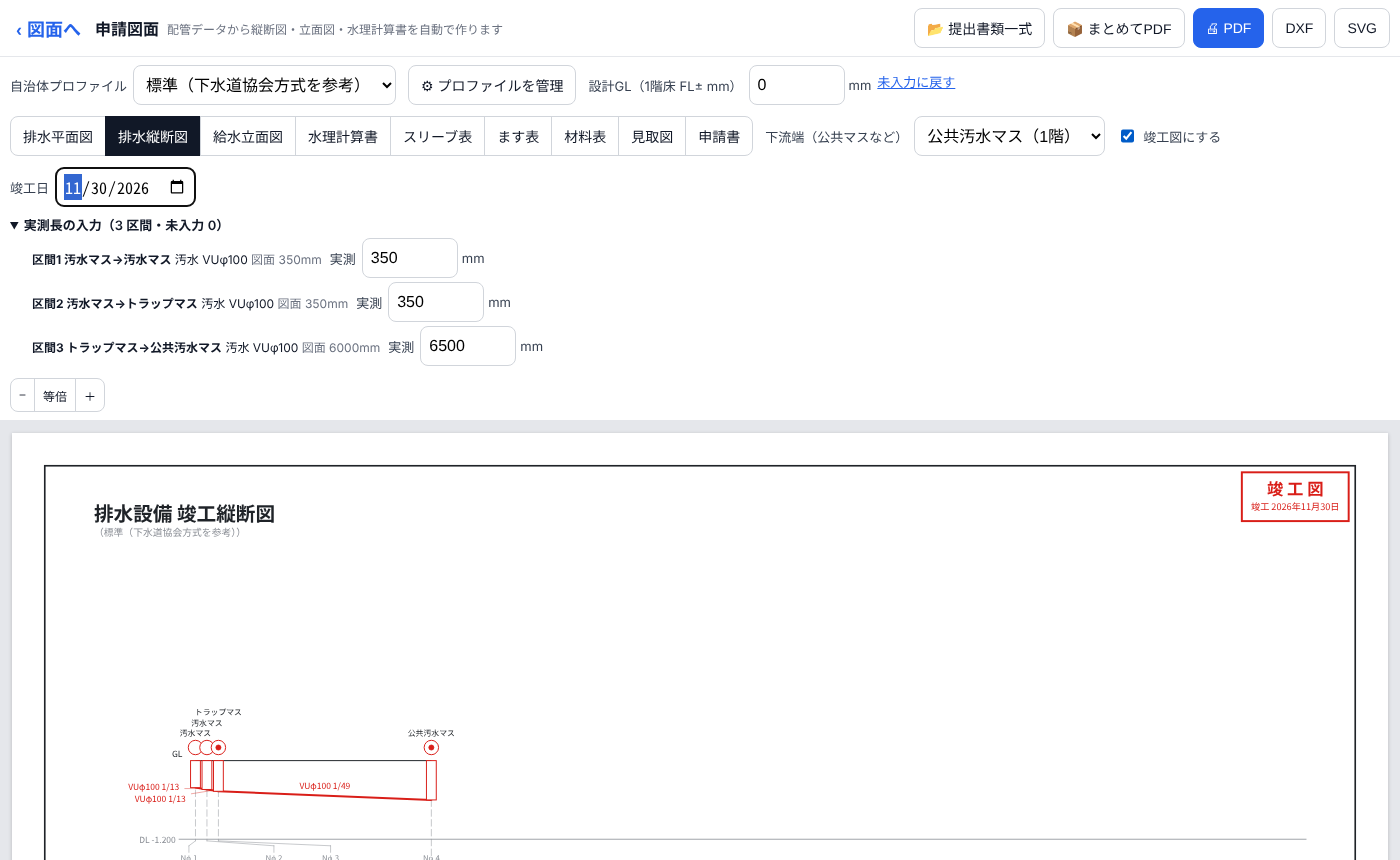 ‹ 図面へ 申請図面 配管データから縦断図・立面図・水理計算書を自動で作ります 📂 提出書類一式 📦 まとめてPDF 🖨 PDF DXF SVG
自治体プロファイル 標準（下水道協会方式を参考） ⚙ プロファイルを管理 設計GL（1階床 FL± mm） 0 mm 未入力に戻す
排水平面図 排水縦断図 給水立面図 水理計算書 スリーブ表 ます表 材料表 見取図 申請書 下流端（公共マスなど） 公共汚水マス（1階） 竣工図にする
竣工日 11/30/2026
▼ 実測長の入力（3 区間・未入力 0）
区間1 汚水マス→汚水マス 汚水 VUφ100 図面 350mm 実測 350 mm
区間2 汚水マス→トラップマス 汚水 VUφ100 図面 350mm 実測 350 mm
区間3 トラップマス→公共汚水マス 汚水 VUφ100 図面 6000mm 実測 6500 mm
− 等倍 ＋
竣工図
竣工 2026年11月30日
排水設備 竣工縦断図
（標準（下水道協会方式を参考））
トラップマス
汚水マス
汚水マス 公共汚水マス
GL
VUφ100 1/13 VUφ100 1/49
VUφ100 1/13
DL -1.200
No.1 No.2 No.3 No.4